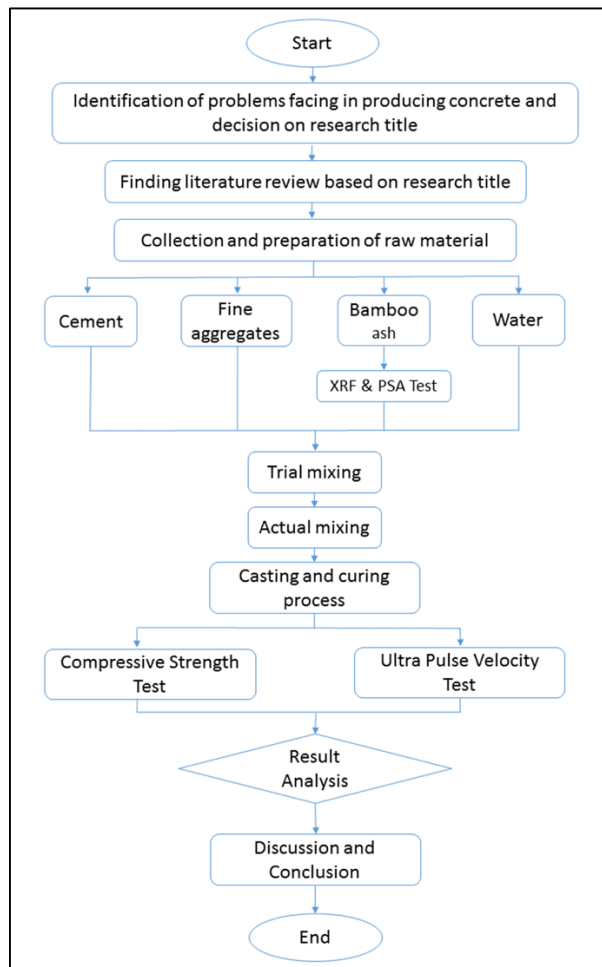 Start
Identification of problems facing in producing concrete and
decision on research title
Finding literature review based on research title
Collection and preparation of raw material
Cement
Fine
aggregates
Bamboo
ash
Water
XRF & PSA Test
Trial mixing
Actual mixing
Casting and curing
process
Compressive Strength
Test
Ultra Pulse Velocity
Test
Result
Analysis
Discussion and
Conclusion
End